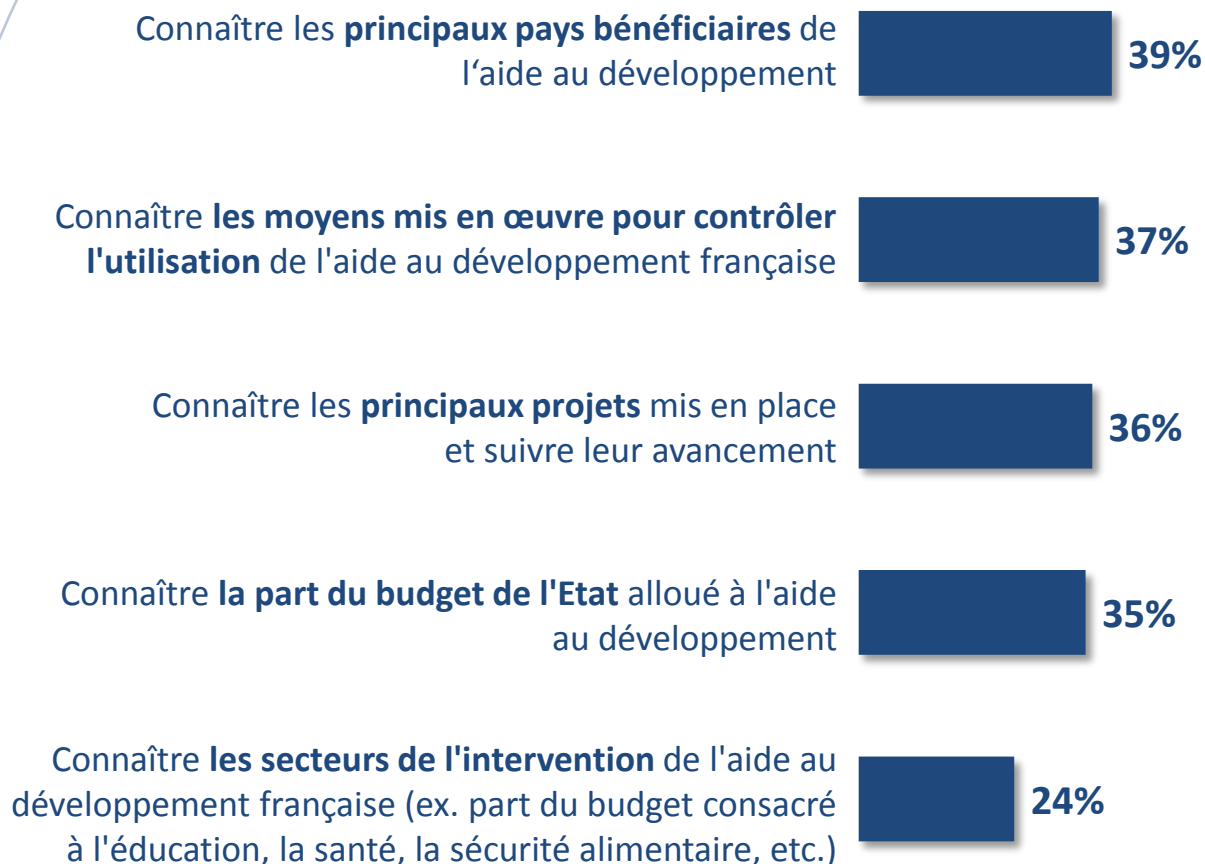 Connaître les principaux pays bénéficiaires de
l‘aide au développement
39%
Connaître les moyens mis en œuvre pour contrôler
l'utilisation de l'aide au développement française
37%
Connaître les principaux projets mis en place
et suivre leur avancement
36%
Connaître la part du budget de l'Etat alloué à l'aide
au développement
35%
Connaître les secteurs de l'intervention de l'aide au
développement française (ex. part du budget consacré
à l'éducation, la santé, la sécurité alimentaire, etc.)
24%